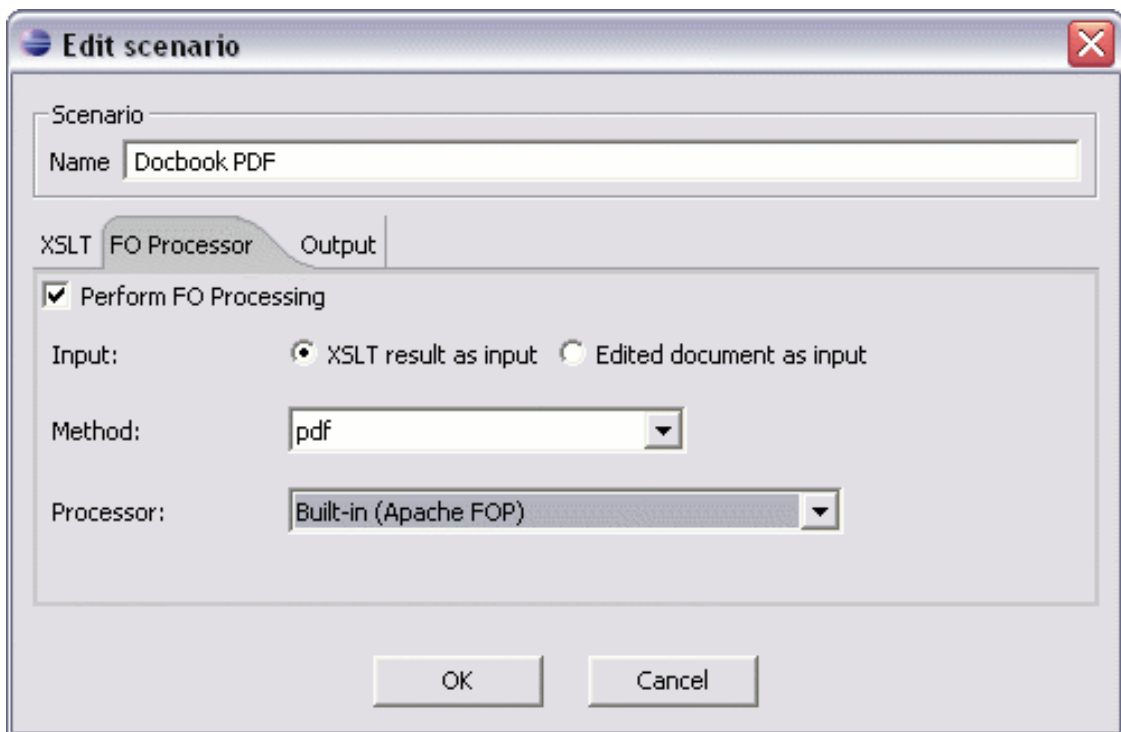 Edit scenario
Scenario
Name Docbook PDF
XSLT FO Processor Output
Perform FO Processing
Input: XSLT result as input Edited document as input
Method: pdf
Processor: Built-in (Apache FOP)
OK Cancel